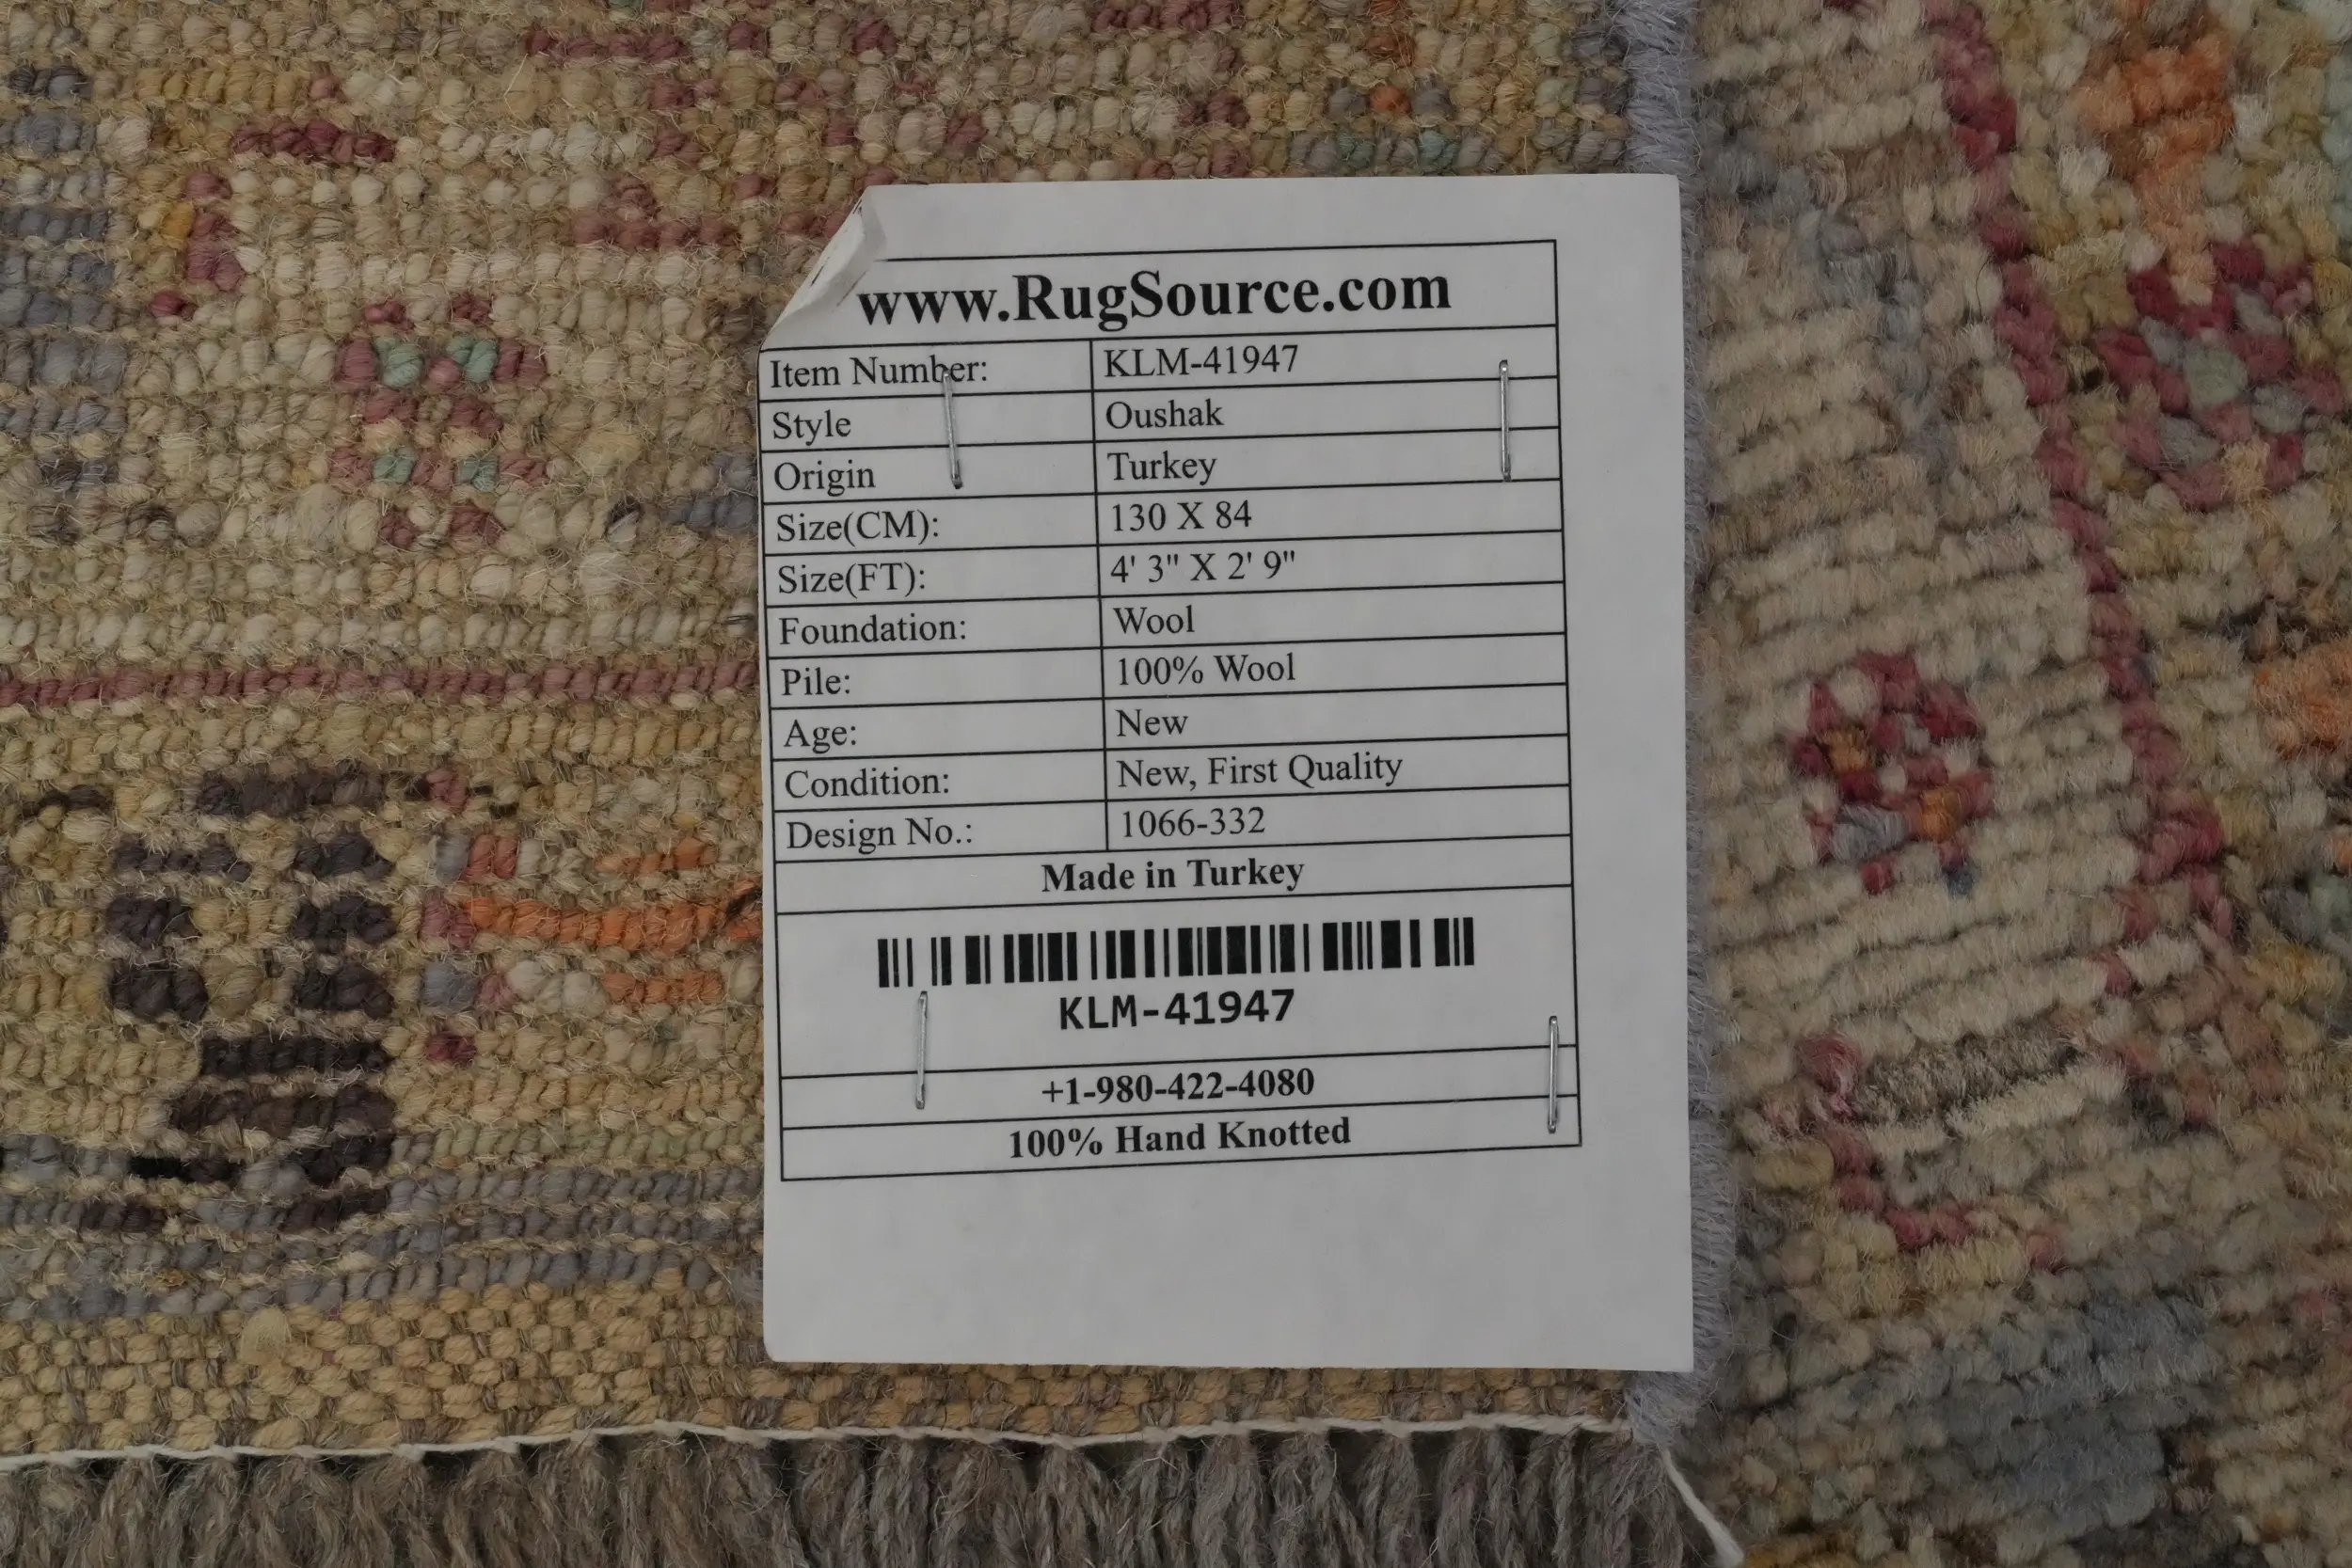 www.RugSource.com
Item Number: KLM-41947
Style Oushak
Origin Turkey
Size(CM): 130 X 84
Size(FT): 4' 3" X 2' 9"
Foundation: Wool
Pile: 100% Wool
Age: New
Condition: New, First Quality
Design No.: 1066-332
Made in Turkey
KLM-41947
+1-980-422-4080
100% Hand Knotted